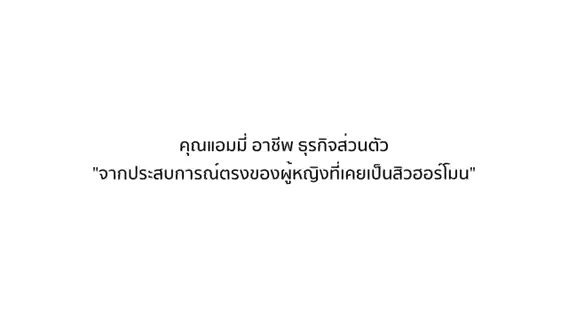 คุณแอมมี่ อาชีพ ธุรกิจส่วนตัว
"จากประสบการณ์ตรงของผู้หญิงที่เคยเป็นสิวฮอร์โมน"